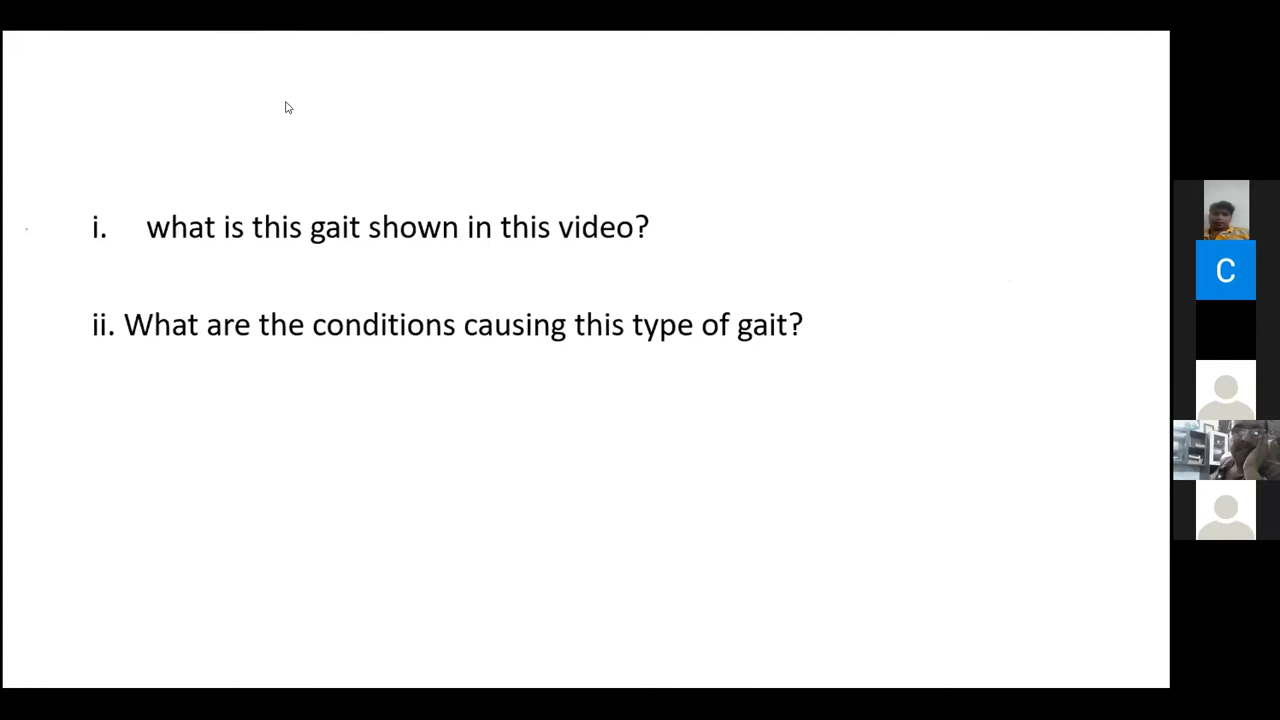 i. what is this gait shown in this video?
ii. What are the conditions causing this type of gait?
C